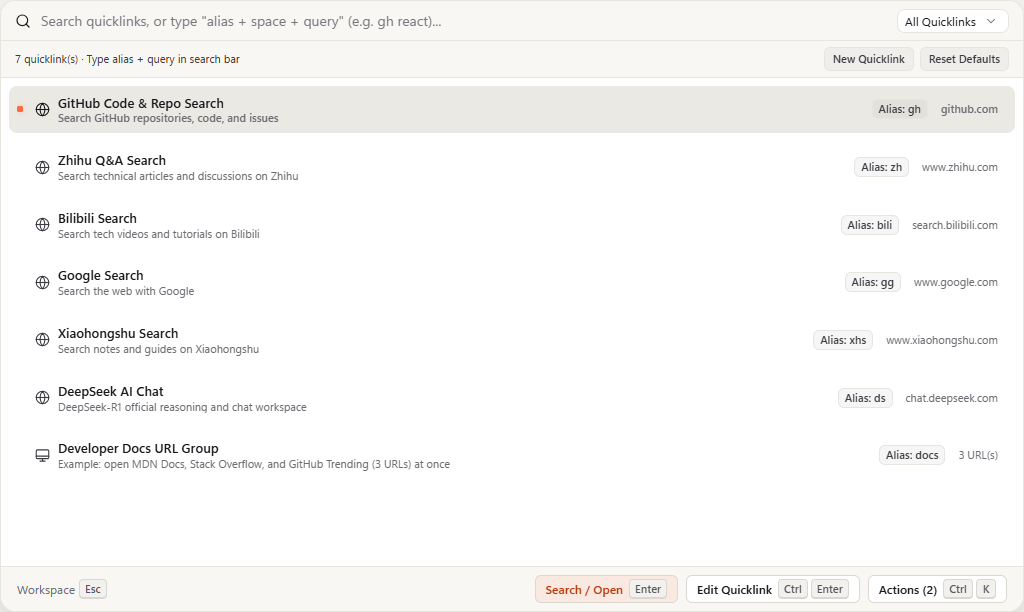 Search quicklinks, or type "alias + space + query" (e.g. gh react)...
All Quicklinks
7 quicklink(s) · Type alias + query in search bar
New Quicklink
Reset Defaults
GitHub Code & Repo Search
Search GitHub repositories, code, and issues
Alias: gh
github.com
Zhihu Q&A Search
Search technical articles and discussions on Zhihu
Alias: zh
www.zhihu.com
Bilibili Search
Search tech videos and tutorials on Bilibili
Alias: bili
search.bilibili.com
Google Search
Search the web with Google
Alias: gg
www.google.com
Xiaohongshu Search
Search notes and guides on Xiaohongshu
Alias: xhs
www.xiaohongshu.com
DeepSeek AI Chat
DeepSeek-R1 official reasoning and chat workspace
Alias: ds
chat.deepseek.com
Developer Docs URL Group
Example: open MDN Docs, Stack Overflow, and GitHub Trending (3 URLs) at once
Alias: docs
3 URL(s)
Workspace Esc
Search / Open Enter
Edit Quicklink Ctrl Enter
Actions (2) Ctrl K